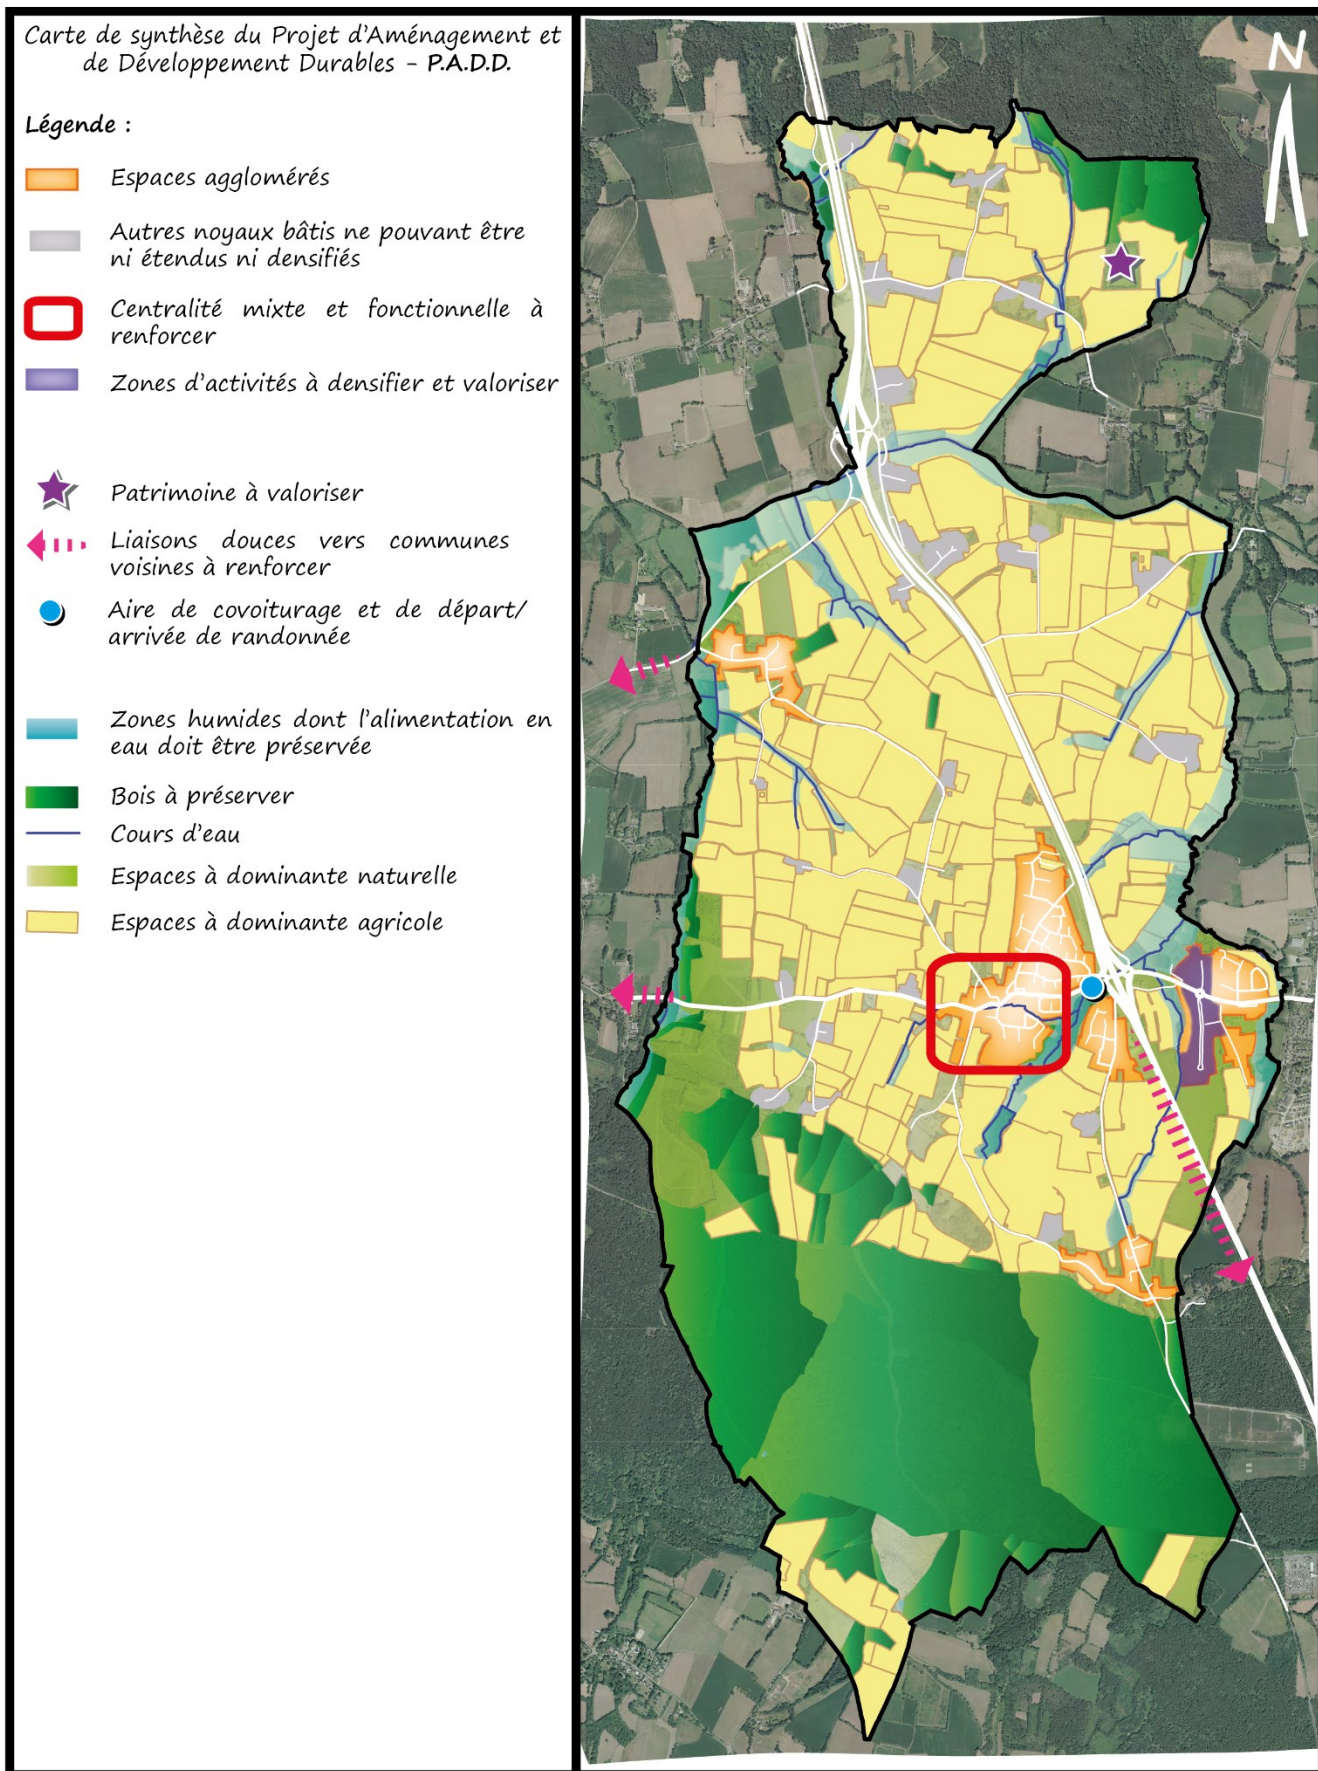 Carte de synthèse du Projet d'Aménagement et
de Développement Durables - P.A.D.D.
Légende :
Espaces agglomérés
Autres noyaux bâtis ne pouvant être
ni étendus ni densifiés
Centralité mixte et fonctionnelle à
renforcer
Zones d'activités à densifier et valoriser
Patrimoine à valoriser
Liaisons douces vers communes
voisines à renforcer
Aire de covoiturage et de départ/
arrivée de randonnée
Zones humides dont l'alimentation en
eau doit être préservée
Bois à préserver
Cours d'eau
Espaces à dominante naturelle
Espaces à dominante agricole
N